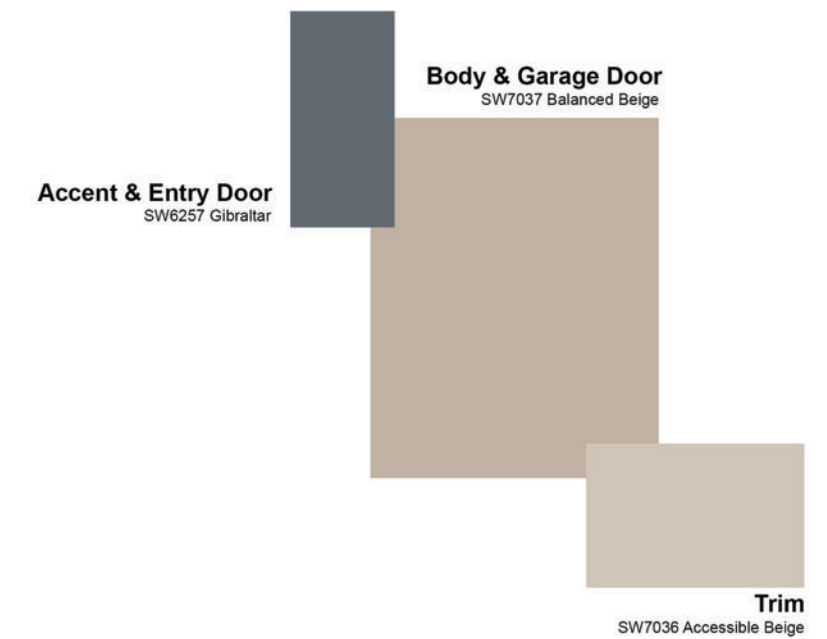 Body & Garage Door
SW7037 Balanced Beige
Accent & Entry Door
SW6257 Gibraltar
Trim
SW7036 Accessible Beige